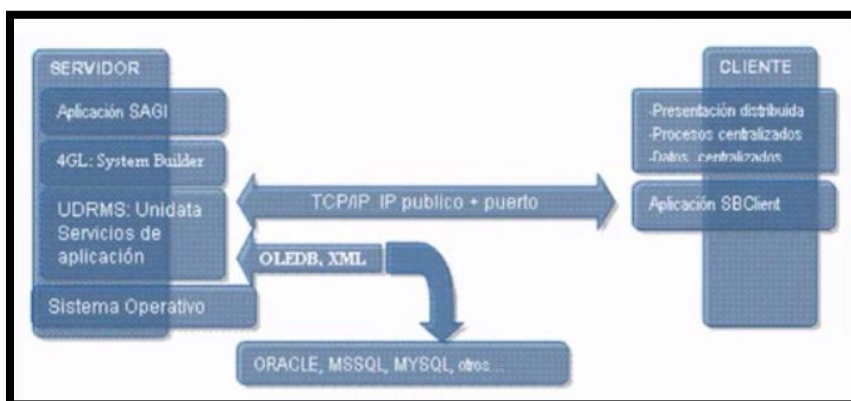 SERVIDOR
Aplicación SAGI
4GL: System Builder
UDRMS: Unidata
Servicios de
aplicación
Sistema Operativo
TCP/IP IP publico + puerto
OLEDB, XML
ORACLE, MSSQL, MYSQL, otros...
CLIENTE
-Presentación distribuida
-Procesos centralizados
-Datos centralizados
Aplicación SBClient